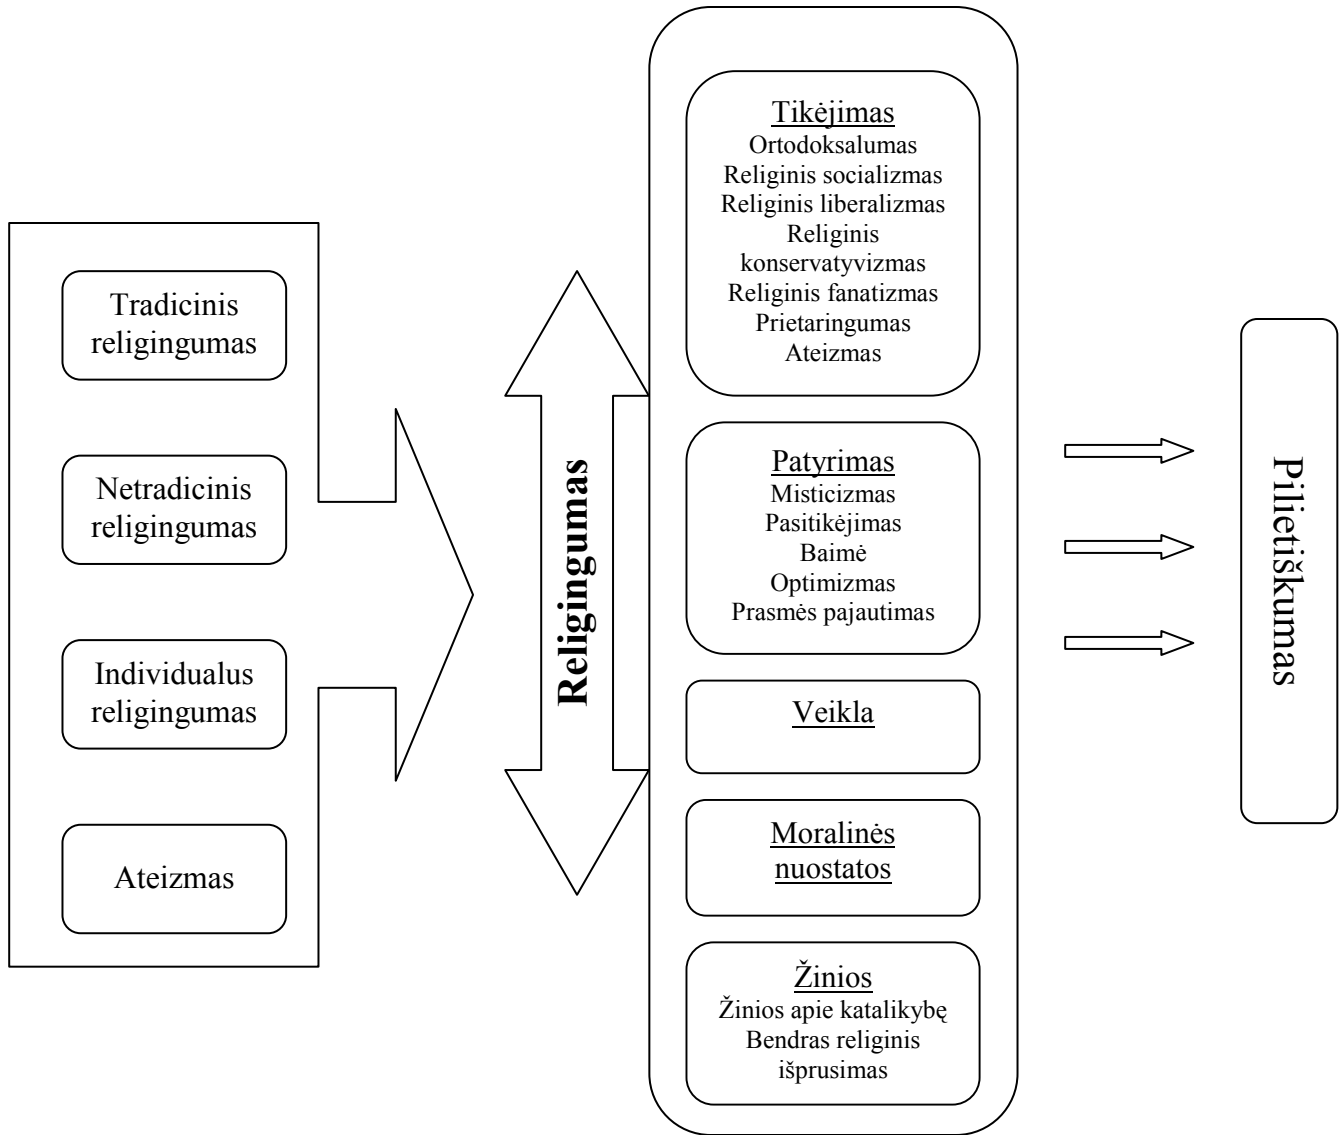 Tradicinis
religingumas
Netradicinis
religingumas
Individualus
religingumas
Ateizmas
Religingumas
Tikėjimas
Ortodoksalumas
Religinis socializmas
Religinis liberalizmas
Religinis
konservatyvizmas
Religinis fanatizmas
Prietaringumas
Ateizmas
Patyrimas
Misticizmas
Pasitikėjimas
Baimė
Optimizmas
Prasmės pajautimas
Veikla
Moralinės
nuostatos
Žinios
Žinios apie katalikybę
Bendras religinis
išprusimas
Pilietiškumas